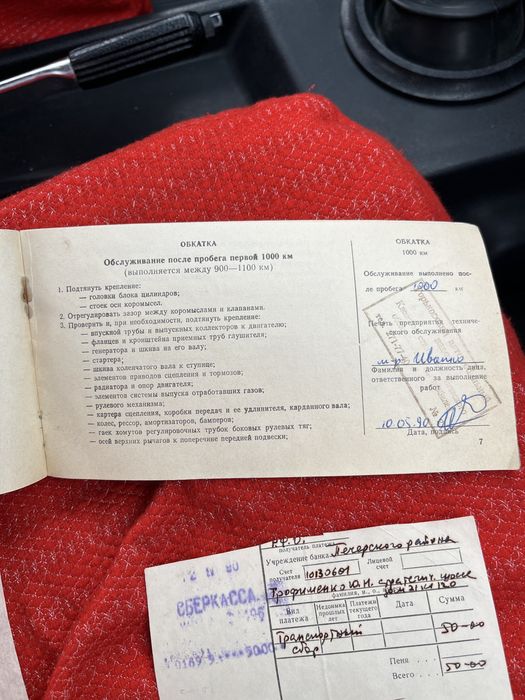 ОБКАТКА
Обслуживание после пробега первой 1000 км
(выполняется между 900—1100 км)
1. Подтянуть крепление:
— головки блока цилиндров;
— стоек оси коромысел.
2. Отрегулировать зазор между коромыслами и клапанами.
3. Проверить и, при необходимости, подтянуть крепление:
— впускной трубы и выпускных коллекторов к двигателю;
— фланцев и кронштейна приемных труб глушителя;
— генератора и шкива на его валу;
— стартера;
— шкива коленчатого вала к ступице;
— элементов приводов сцепления и тормозов;
— радиатора и опор двигателя;
— элементов системы выпуска отработавших газов;
— рулевого механизма;
— картера сцепления, коробки передач и ее удлинителя, карданного вала;
— колес, рессор, амортизаторов, бамперов;
— гаек хомутов регулировочных трубок боковых рулевых тяг;
— осей верхних рычагов к поперечине передней подвески;
ОБКАТКА
1000 км
Обслуживание выполнено пос-
ле пробега 1000 км
Печать предприятия техничес-
кого обслуживания
м-р Ивашко
Фамилия и должность лица,
ответственного за выполнение
работ
10.05.90
Дата, подпись
7
получатель платежа
Учреждение банка Печерского района
Счет получателя 10130601 Лицевой счет
Трофименко Ю.И.
фамилия, и., о.,
Вид платежа Недоимка прошлых лет Платежи текущего года Дата Сумма
Транспортный сбор 50-00
Пеня
Всего 50-00
СБЕРКАССА